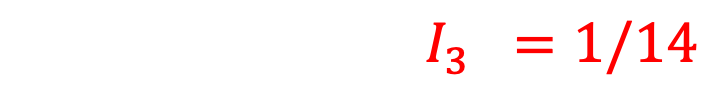 I₃ = 1/14